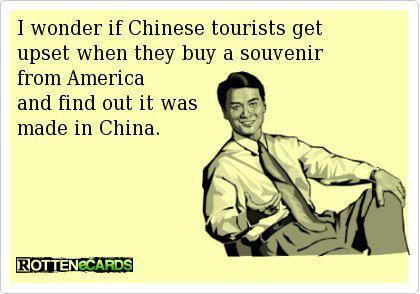 I wonder if Chinese tourists get
upset when they buy a souvenir
from America
and find out it was
made in China.
ROTTENeCARDS